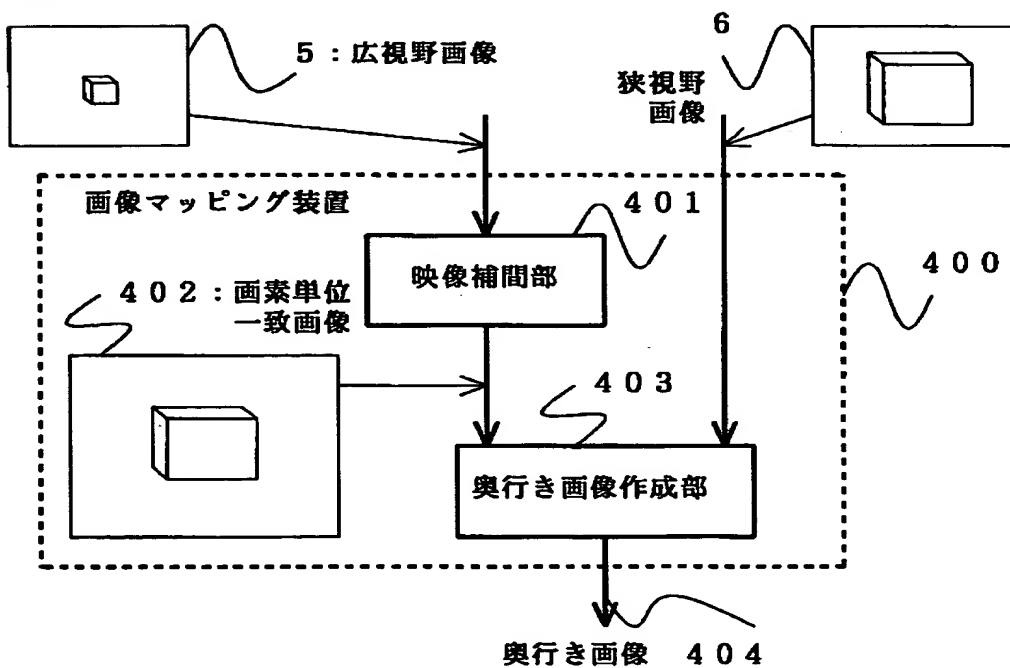 5:広視野画像
6
狭視野
画像
画像マッピング装置
401
映像補間部
400
402:画素単位
一致画像
403
奥行き画像作成部
奥行き画像 404